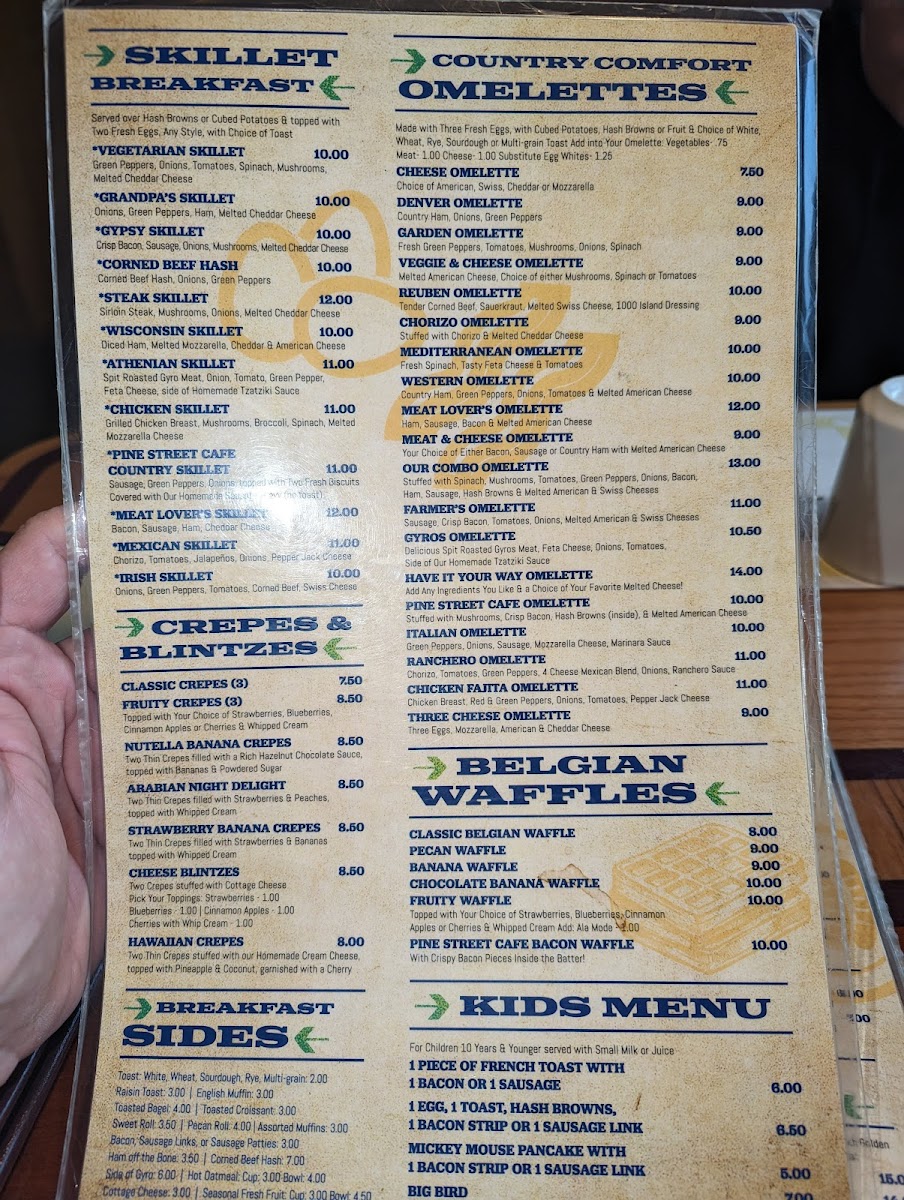 SKILLET
BREAKFAST
Served over Hash Browns or Cubed Potatoes & topped with
Two Fresh Eggs, Any Style, with Choice of Toast
*VEGETARIAN SKILLET 10.00
Green Peppers, Onions, Tomatoes, Spinach, Mushrooms,
Melted Cheddar Cheese
*GRANDPA'S SKILLET 10.00
Onions, Green Peppers, Ham, Melted Cheddar Cheese
*GYPSY SKILLET 10.00
Crisp Bacon, Sausage, Onions, Mushrooms, Melted Cheddar Cheese
*CORNED BEEF HASH 10.00
Corned Beef Hash, Onions, Green Peppers
*STEAK SKILLET 12.00
Sirloin Steak, Mushrooms, Onions, Melted Cheddar Cheese
*WISCONSIN SKILLET 10.00
Diced Ham, Melted Mozzarella, Cheddar & American Cheese
*ATHENIAN SKILLET 11.00
Spit Roasted Gyro Meat, Onion, Tomato, Green Pepper,
Feta Cheese, side of Homemade Tzatziki Sauce
*CHICKEN SKILLET 11.00
Grilled Chicken Breast, Mushrooms, Broccoli, Spinach, Melted
Mozzarella Cheese
*PINE STREET CAFE
COUNTRY SKILLET 11.00
Sausage, Green Peppers, Onions, topped with Two Fresh Biscuits
Covered with Our Homemade (no toast)
*MEAT LOVER'S SKILLET 12.00
Bacon, Sausage, Ham, Cheddar Cheese
*MEXICAN SKILLET 11.00
Chorizo, Tomatoes, Jalapeños, Onions, Pepper Jack Cheese
*IRISH SKILLET 10.00
Onions, Green Peppers, Tomatoes, Corned Beef, Swiss Cheese
CREPES &
BLINTZES
CLASSIC CREPES (3) 7.50
FRUITY CREPES (3) 8.50
Topped with Your Choice of Strawberries, Blueberries,
Cinnamon Apples or Cherries & Whipped Cream
NUTELLA BANANA CREPES 8.50
Two Thin Crepes filled with a Rich Hazelnut Chocolate Sauce,
topped with Bananas & Powdered Sugar
ARABIAN NIGHT DELIGHT 8.50
Two Thin Crepes filled with Strawberries & Peaches,
topped with Whipped Cream
STRAWBERRY BANANA CREPES 8.50
Two Thin Crepes filled with Strawberries & Bananas
topped with Whipped Cream
CHEESE BLINTZES 8.50
Two Crepes stuffed with Cottage Cheese
Pick Your Toppings: Strawberries - 1.00
Blueberries - 1.00 | Cinnamon Apples - 1.00
Cherries with Whip Cream - 1.00
HAWAIIAN CREPES 8.00
Two Thin Crepes stuffed with our Homemade Cream Cheese,
topped with Pineapple & Coconut, garnished with a Cherry
BREAKFAST
SIDES
Toast: White, Wheat, Sourdough, Rye, Multi-grain: 2.00
Raisin Toast: 3.00 | English Muffin: 3.00
Toasted Bagel: 4.00 | Toasted Croissant: 3.00
Sweet Roll: 3.50 | Pecan Roll: 4.00 | Assorted Muffins: 3.00
Bacon, Sausage Links, or Sausage Patties: 3.00
Ham off the Bone: 3.50 | Corned Beef Hash: 7.00
Side of Gyro: 6.00 | Hot Oatmeal: Cup: 3.00 Bowl: 4.00
Cottage Cheese: 3.00 | Seasonal Fresh Fruit: Cup: 3.00 Bowl: 4.50
COUNTRY COMFORT
OMELETTES
Made with Three Fresh Eggs, with Cubed Potatoes, Hash Browns or Fruit & Choice of White,
Wheat, Rye, Sourdough or Multi-grain Toast Add into Your Omelette: Vegetables- .75
Meat- 1.00 Cheese- 1.00 Substitute Egg Whites- 1.25
CHEESE OMELETTE 7.50
Choice of American, Swiss, Cheddar or Mozzarella
DENVER OMELETTE 9.00
Country Ham, Onions, Green Peppers
GARDEN OMELETTE 9.00
Fresh Green Peppers, Tomatoes, Mushrooms, Onions, Spinach
VEGGIE & CHEESE OMELETTE 9.00
Melted American Cheese, Choice of either Mushrooms, Spinach or Tomatoes
REUBEN OMELETTE 10.00
Tender Corned Beef, Sauerkraut, Melted Swiss Cheese, 1000 Island Dressing
CHORIZO OMELETTE 9.00
Stuffed with Chorizo & Melted Cheddar Cheese
MEDITERRANEAN OMELETTE 10.00
Fresh Spinach, Tasty Feta Cheese & Tomatoes
WESTERN OMELETTE 10.00
Country Ham, Green Peppers, Onions, Tomatoes & Melted American Cheese
MEAT LOVER'S OMELETTE 12.00
Ham, Sausage, Bacon & Melted American Cheese
MEAT & CHEESE OMELETTE 9.00
Your Choice of Either Bacon, Sausage or Country Ham with Melted American Cheese
OUR COMBO OMELETTE 13.00
Stuffed with Spinach, Mushrooms, Tomatoes, Green Peppers, Onions, Bacon,
Ham, Sausage, Hash Browns & Melted American & Swiss Cheeses
FARMER'S OMELETTE 11.00
Sausage, Crisp Bacon, Tomatoes, Onions, Melted American & Swiss Cheeses
GYROS OMELETTE 10.50
Delicious Spit Roasted Gyros Meat, Feta Cheese, Onions, Tomatoes,
Side of Our Homemade Tzatziki Sauce
HAVE IT YOUR WAY OMELETTE 14.00
Add Any Ingredients You Like & a Choice of Your Favorite Melted Cheese!
PINE STREET CAFE OMELETTE 10.00
Stuffed with Mushrooms, Crisp Bacon, Hash Browns (inside), & Melted American Cheese
ITALIAN OMELETTE 10.00
Green Peppers, Onions, Sausage, Mozzarella Cheese, Marinara Sauce
RANCHERO OMELETTE 11.00
Chorizo, Tomatoes, Green Peppers, 4 Cheese Mexican Blend, Onions, Ranchero Sauce
CHICKEN FAJITA OMELETTE 11.00
Chicken Breast, Red & Green Peppers, Onions, Tomatoes, Pepper Jack Cheese
THREE CHEESE OMELETTE 9.00
Three Eggs, Mozzarella, American & Cheddar Cheese
BELGIAN
WAFFLES
CLASSIC BELGIAN WAFFLE 8.00
PECAN WAFFLE 9.00
BANANA WAFFLE 9.00
CHOCOLATE BANANA WAFFLE 10.00
FRUITY WAFFLE 10.00
Topped with Your Choice of Strawberries, Blueberries, Cinnamon
Apples or Cherries & Whipped Cream Add: Ala Mode - 1.00
PINE STREET CAFE BACON WAFFLE 10.00
With Crispy Bacon Pieces Inside the Batter!
KIDS MENU
For Children 10 Years & Younger served with Small Milk or Juice
1 PIECE OF FRENCH TOAST WITH
1 BACON OR 1 SAUSAGE 6.00
1 EGG, 1 TOAST, HASH BROWNS,
1 BACON STRIP OR 1 SAUSAGE LINK 6.50
MICKEY MOUSE PANCAKE WITH
1 BACON STRIP OR 1 SAUSAGE LINK 5.00
BIG BIRD 7.00
Golden
15.0